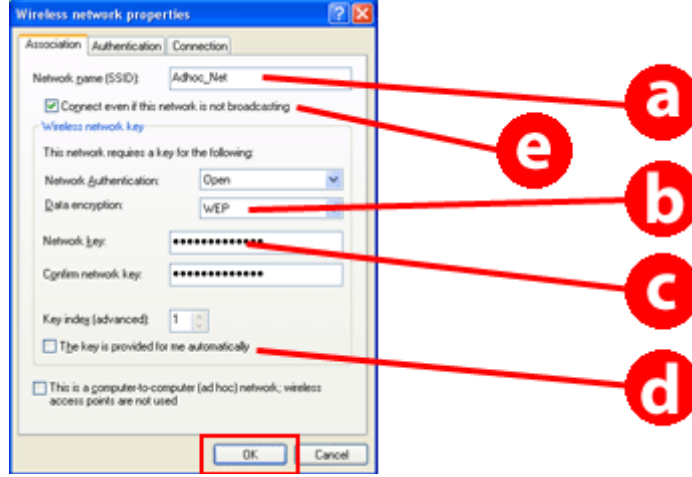 Wireless network properties
Association Authentication Connection
Network name (SSID): Adhoc_Net
a
Connect even if this network is not broadcasting
e
Wireless network key
This network requires a key for the following:
Network Authentication: Open
Data encryption: WEP
b
Network key: •••••••••••••
c
Confirm network key: •••••••••••••
Key index (advanced): 1
The key is provided for me automatically
d
This is a computer-to-computer (ad hoc) network; wireless
access points are not used
OK Cancel